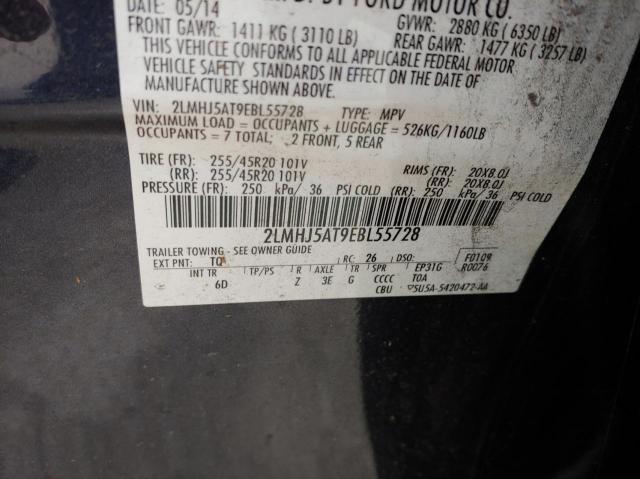 BY FORD MOTOR CO.
DATE: 05/14 GVWR: 2880 KG ( 6350 LB)
FRONT GAWR: 1411 KG ( 3110 LB) REAR GAWR: 1477 KG ( 3257 LB)
THIS VEHICLE CONFORMS TO ALL APPLICABLE FEDERAL MOTOR
VEHICLE SAFETY STANDARDS IN EFFECT ON THE DATE OF
MANUFACTURE SHOWN ABOVE.
VIN: 2LMHJ5AT9EBL55728 TYPE: MPV
MAXIMUM LOAD = OCCUPANTS + LUGGAGE = 526KG/1160LB
OCCUPANTS = 7 TOTAL; 2 FRONT, 5 REAR
TIRE (FR): 255/45R20 101V RIMS (FR): 20X8.0J
(RR): 255/45R20 101V (RR): 20X8.0J
PRESSURE (FR): 250 kPa/ 36 PSI COLD (RR): 250 kPa/ 36 PSI COLD
2LMHJ5AT9EBL55728
TRAILER TOWING - SEE OWNER GUIDE
EXT PNT: TQ RC: 26 DSO: F0109
R0076
INT TR TP/PS R AXLE TR SPR EP31G
6D Z 3E G CCCC TOA
CBU 5U5A-5420472-AA